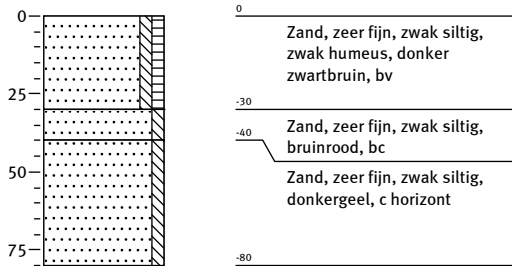 0
25
50
75
0
Zand, zeer fijn, zwak siltig,
zwak humeus, donker
zwartbruin, bv
-30
Zand, zeer fijn, zwak siltig,
bruinrood, bc
-40
Zand, zeer fijn, zwak siltig,
donkergeel, c horizont
-80